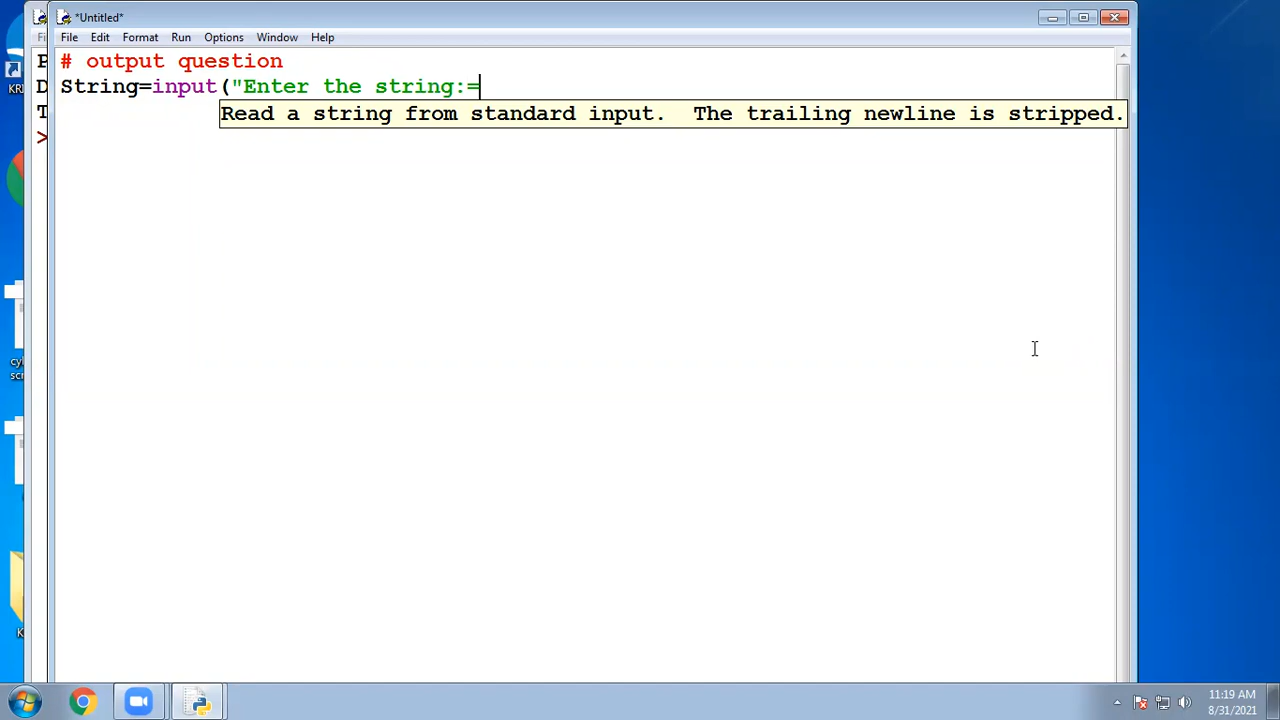 *Untitled*
File Edit Format Run Options Window Help
# output question
String=input("Enter the string:=
Read a string from standard input. The trailing newline is stripped.
>
11:19 AM
8/31/2021